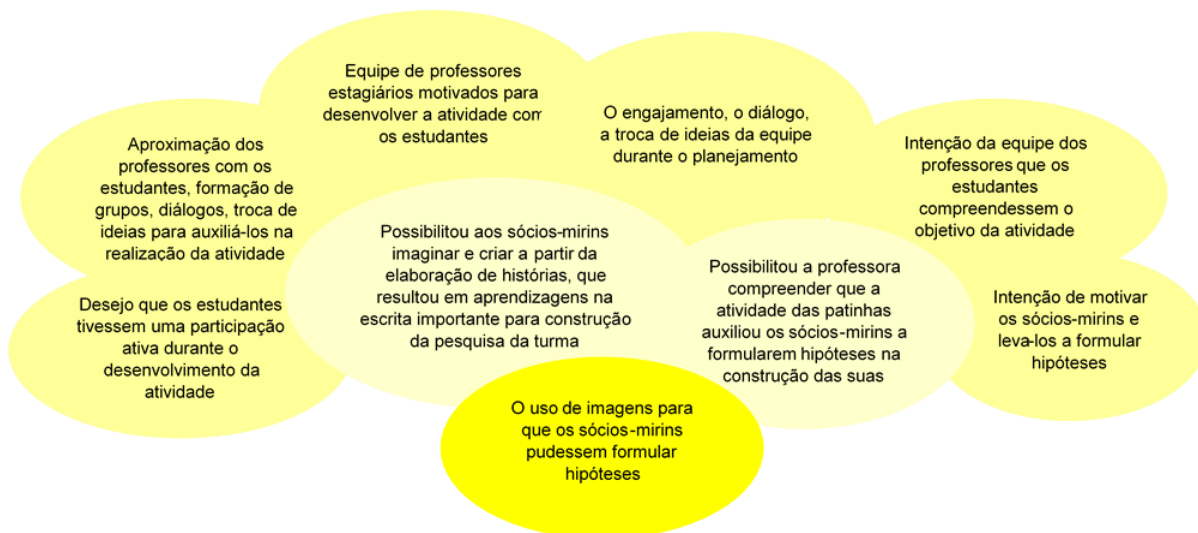 Equipe de professores
estagiários motivados para
desenvolver a atividade com
os estudantes
O engajamento, o diálogo,
a troca de ideias da equipe
durante o planejamento
Aproximação dos
professores com os
estudantes, formação de
grupos, diálogos, troca de
ideias para auxiliá-los na
realização da atividade
Intenção da equipe dos
professores que os
estudantes
compreendessem o
objetivo da atividade
Possibilitou aos sócios-mirins
imaginar e criar a partir da
elaboração de histórias, que
resultou em aprendizagens na
escrita importante para construção
da pesquisa da turma
Possibilitou a professora
compreender que a
atividade das patinhas
auxiliou os sócios-mirins a
formularem hipóteses na
construção das suas
Desejo que os estudantes
tivessem uma participação
ativa durante o
desenvolvimento da
atividade
Intenção de motivar
os sócios-mirins e
leva-los a formular
hipóteses
O uso de imagens para
que os sócios-mirins
pudessem formular
hipóteses